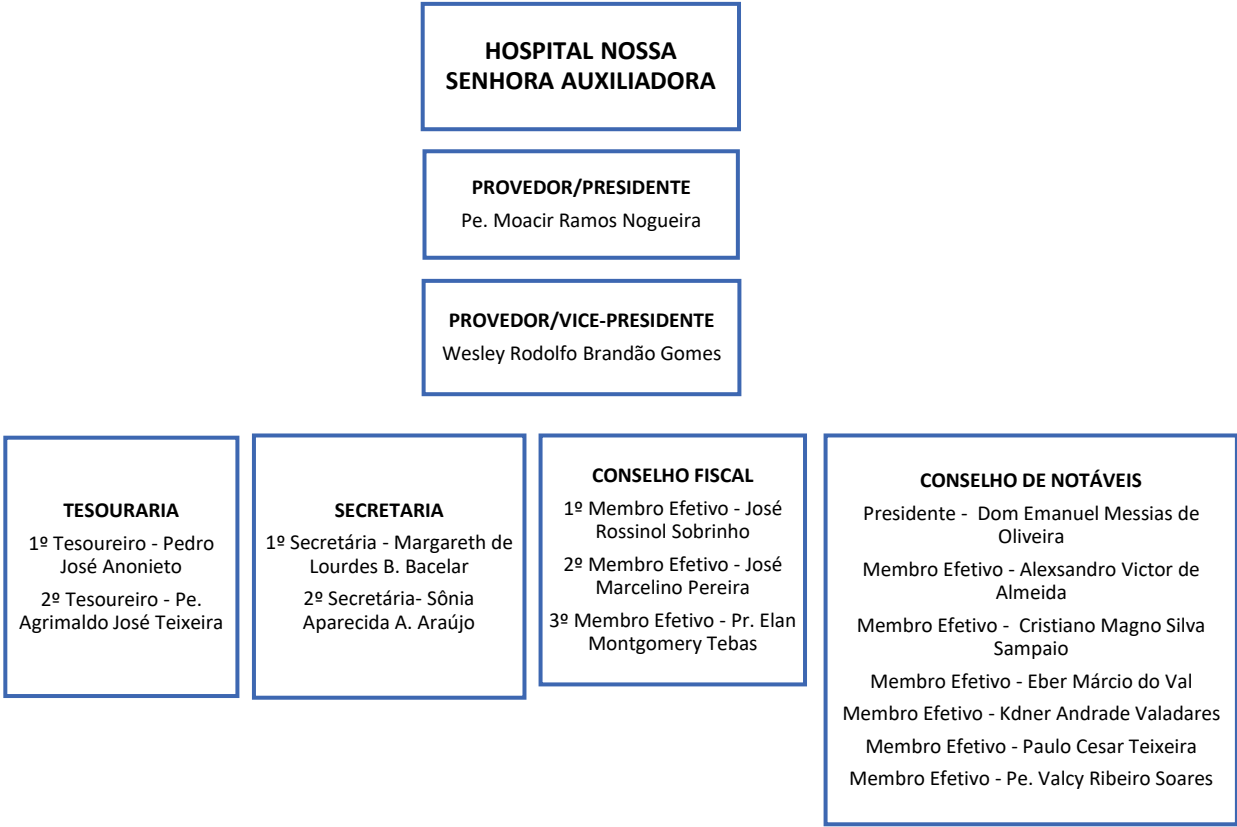 HOSPITAL NOSSA
SENHORA AUXILIADORA
PROVEDOR/PRESIDENTE
Pe. Moacir Ramos Nogueira
PROVEDOR/VICE-PRESIDENTE
Wesley Rodolfo Brandão Gomes
TESOURARIA
1º Tesoureiro - Pedro
José Anonieto
2º Tesoureiro - Pe.
Agrimaldo José Teixeira
SECRETARIA
1º Secretária - Margareth de
Lourdes B. Bacelar
2º Secretária- Sônia
Aparecida A. Araújo
CONSELHO FISCAL
1º Membro Efetivo - José
Rossinol Sobrinho
2º Membro Efetivo - José
Marcelino Pereira
3º Membro Efetivo - Pr. Elan
Montgomery Tebas
CONSELHO DE NOTÁVEIS
Presidente -  Dom Emanuel Messias de
Oliveira
Membro Efetivo - Alexsandro Victor de
Almeida
Membro Efetivo -  Cristiano Magno Silva
Sampaio
Membro Efetivo - Eber Márcio do Val
Membro Efetivo - Kdner Andrade Valadares
Membro Efetivo - Paulo Cesar Teixeira
Membro Efetivo - Pe. Valcy Ribeiro Soares